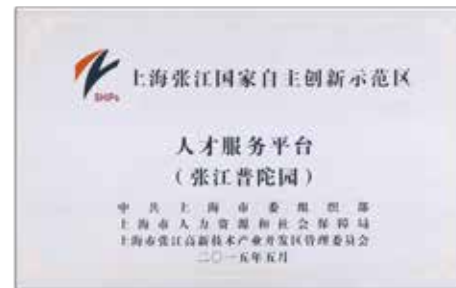 上海张江国家自主创新示范区
SHPs
人才服务平台
（张江普陀园）
中共上海市委组织部
上海市人力资源和社会保障局
上海市张江高新技术产业开发区管理委员会
二〇一五年五月